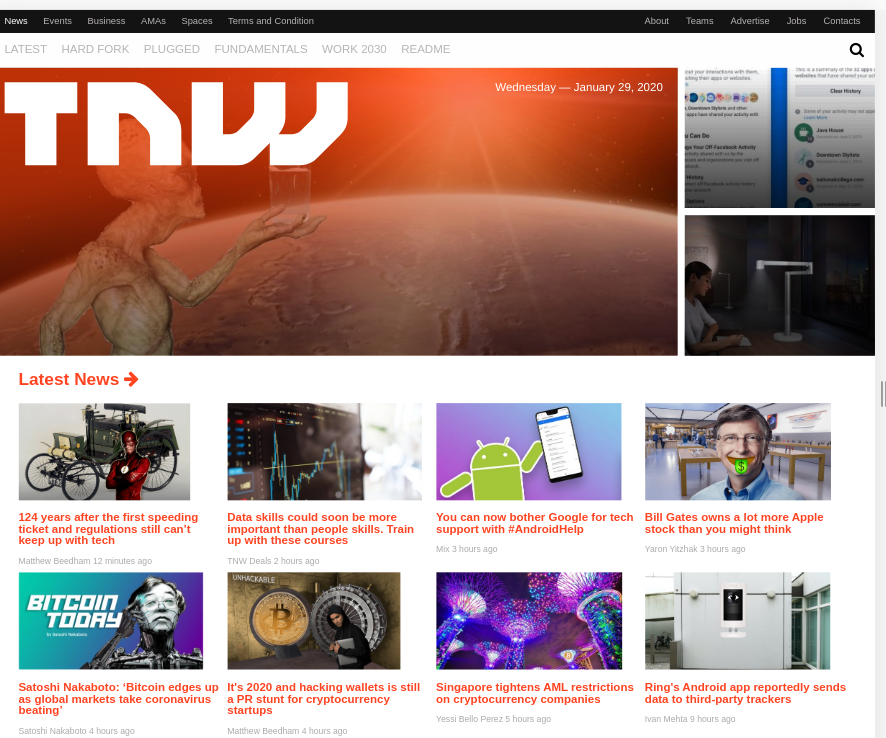 News Events Business AMAs Spaces Terms and Condition About Teams Advertise Jobs Contacts
LATEST HARD FORK PLUGGED FUNDAMENTALS WORK 2030 README
TNW
Wednesday — January 29, 2020
Clear History
Java House
Latest News
124 years after the first speeding
ticket and regulations still can't
keep up with tech
Matthew Beedham 12 minutes ago
Data skills could soon be more
important than people skills. Train
up with these courses
TNW Deals 2 hours ago
You can now bother Google for tech
support with #AndroidHelp
Mix 3 hours ago
Bill Gates owns a lot more Apple
stock than you might think
Yaron Yitzhak 3 hours ago
BITCOIN
TODAY
by Satoshi Nakaboto
UNHACKABLE
Satoshi Nakaboto: ‘Bitcoin edges up
as global markets take coronavirus
beating’
Satoshi Nakaboto 4 hours ago
It's 2020 and hacking wallets is still
a PR stunt for cryptocurrency
startups
Matthew Beedham 4 hours ago
Singapore tightens AML restrictions
on cryptocurrency companies
Yessi Bello Perez 5 hours ago
Ring's Android app reportedly sends
data to third-party trackers
Ivan Mehta 9 hours ago